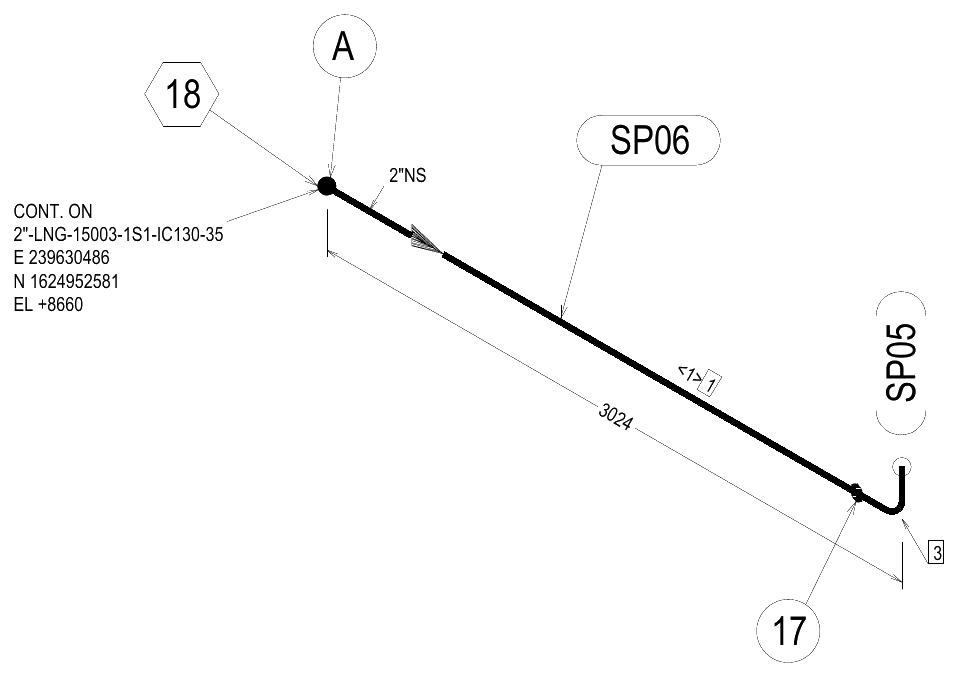 A
18
SP06
2"NS
CONT. ON
2"-LNG-15003-1S1-IC130-35
E 239630486
N 1624952581
EL +8660
SP05
<1> 1
3024
3
17